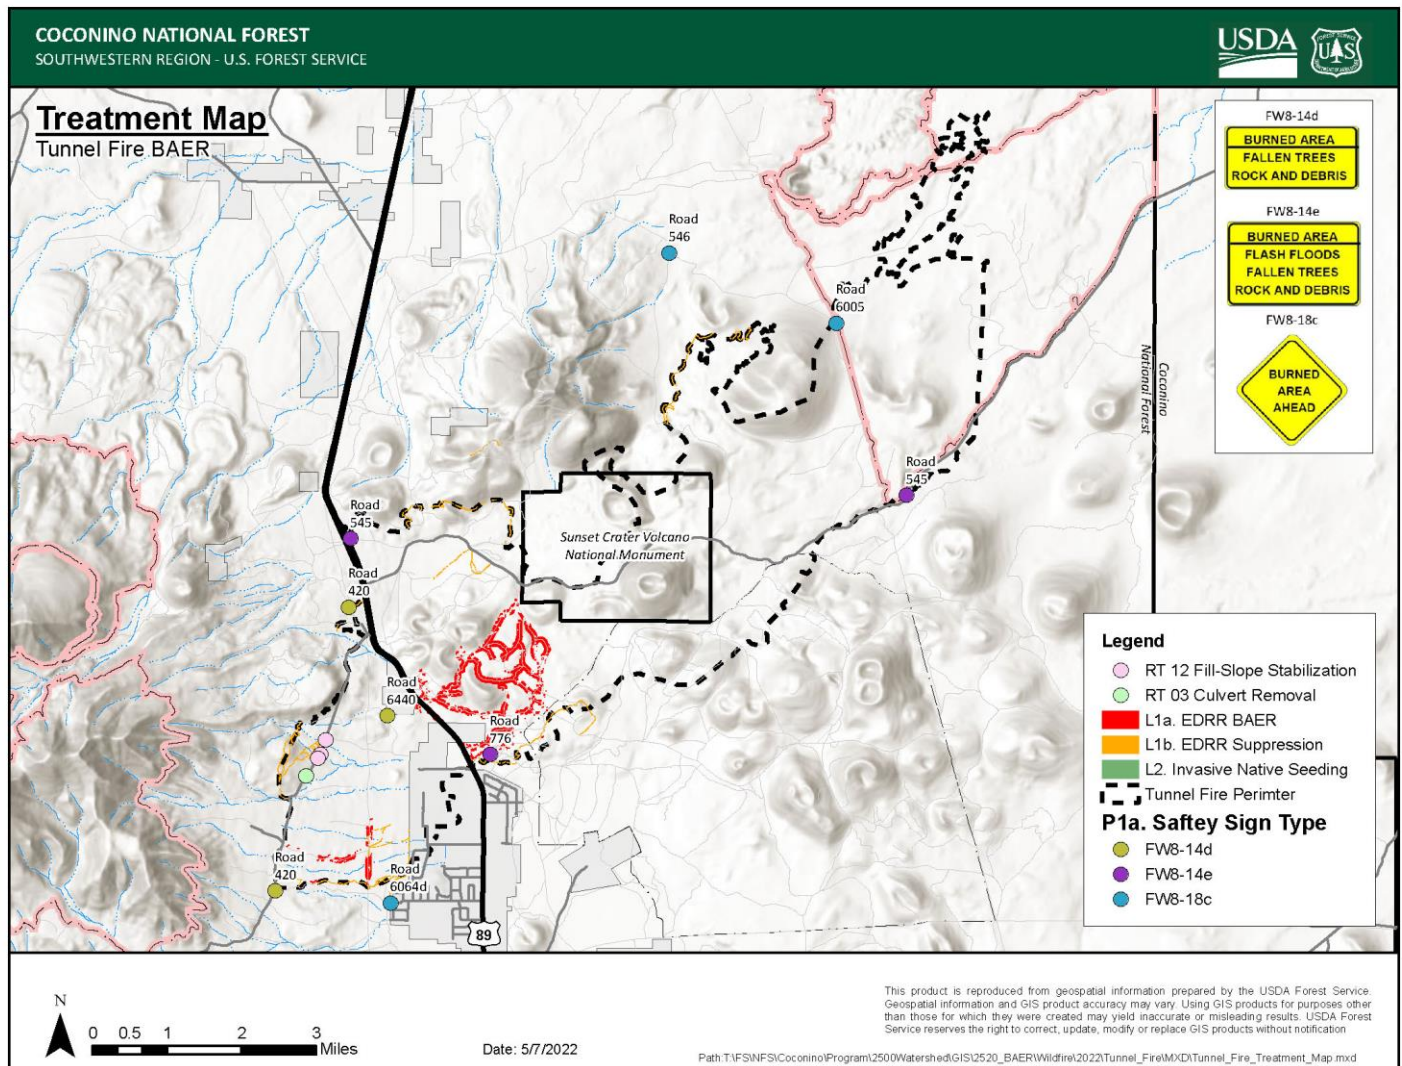 COCONINO NATIONAL FOREST
SOUTHWESTERN REGION - U.S. FOREST SERVICE
USDA
FOREST SERVICE
U S
DEPARTMENT OF AGRICULTURE
Treatment Map
Tunnel Fire BAER
FW8-14d
BURNED AREA
FALLEN TREES
ROCK AND DEBRIS
FW8-14e
BURNED AREA
FLASH FLOODS
FALLEN TREES
ROCK AND DEBRIS
FW8-18c
BURNED
AREA
AHEAD
Road
546
Road
6005
Coconino
National Forest
Road
545
Road
545
Sunset Crater Volcano
National Monument
Road
420
Road
6440
Road
776
Road
420
Road
6064d
89
Legend
RT 12 Fill-Slope Stabilization
RT 03 Culvert Removal
L1a. EDRR BAER
L1b. EDRR Suppression
L2. Invasive Native Seeding
Tunnel Fire Perimter
P1a. Saftey Sign Type
FW8-14d
FW8-14e
FW8-18c
N
0 0.5 1 2 3
Miles
Date: 5/7/2022
This product is reproduced from geospatial information prepared by the USDA Forest Service.
Geospatial information and GIS product accuracy may vary. Using GIS products for purposes other
than those for which they were created may yield inaccurate or misleading results. USDA Forest
Service reserves the right to correct, update, modify or replace GIS products without notification
Path:T:\FS\NFS\Coconino\Program\2500Watershed\GIS\2520_BAER\Wildfire\2022\Tunnel_Fire\MXD\Tunnel_Fire_Treatment_Map.mxd